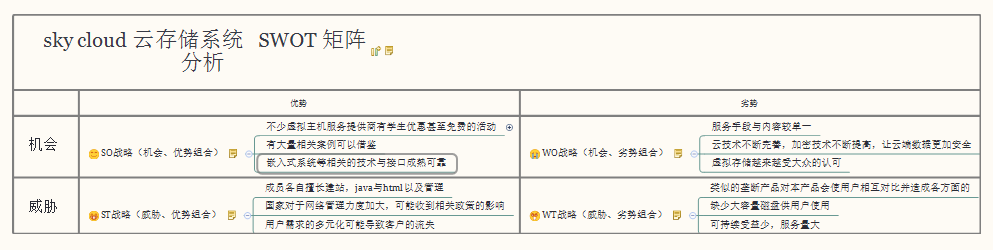 sky cloud 云存储系统 SWOT 矩阵
分析
优势
劣势
机会
SO战略（机会、优势组合）
不少虚拟主机服务提供商有学生优惠甚至免费的活动
有大量相关案例可以借鉴
嵌入式系统等相关的技术与接口成熟可靠
WO战略（机会、劣势组合）
服务手段与内容较单一
云技术不断完善，加密技术不断提高，让云端数据更加安全
虚拟存储越来越受大众的认可
威胁
ST战略（威胁、优势组合）
成员各自擅长建站，java与html以及管理
国家对于网络管理力度加大，可能收到相关政策的影响
用户需求的多元化可能导致客户的流失
WT战略（威胁、劣势组合）
类似的垄断产品对本产品会使用户相互对比并造成各方面的
缺少大容量磁盘供用户使用
可持续受益少，服务量大